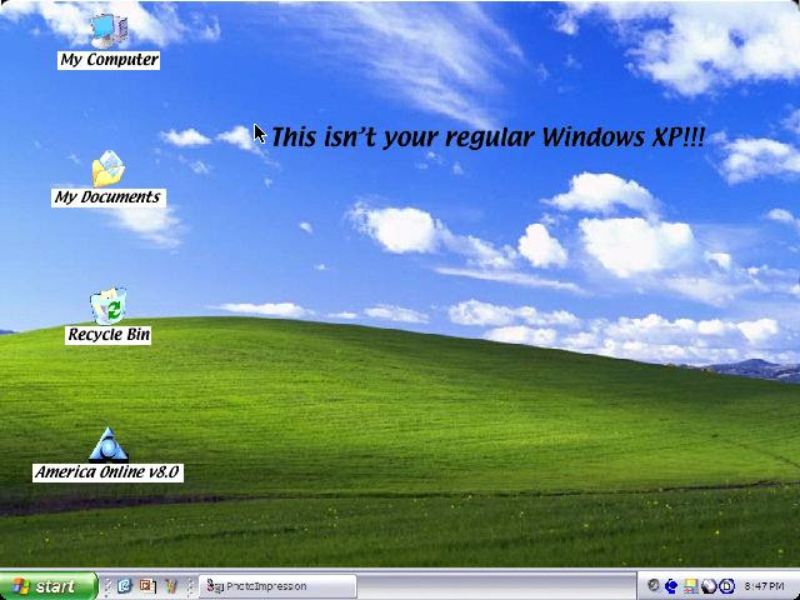 My Computer
This isn't your regular Windows XP!!!
My Documents
Recycle Bin
America Online v8.0
start
PhotoImpression
8:47 PM